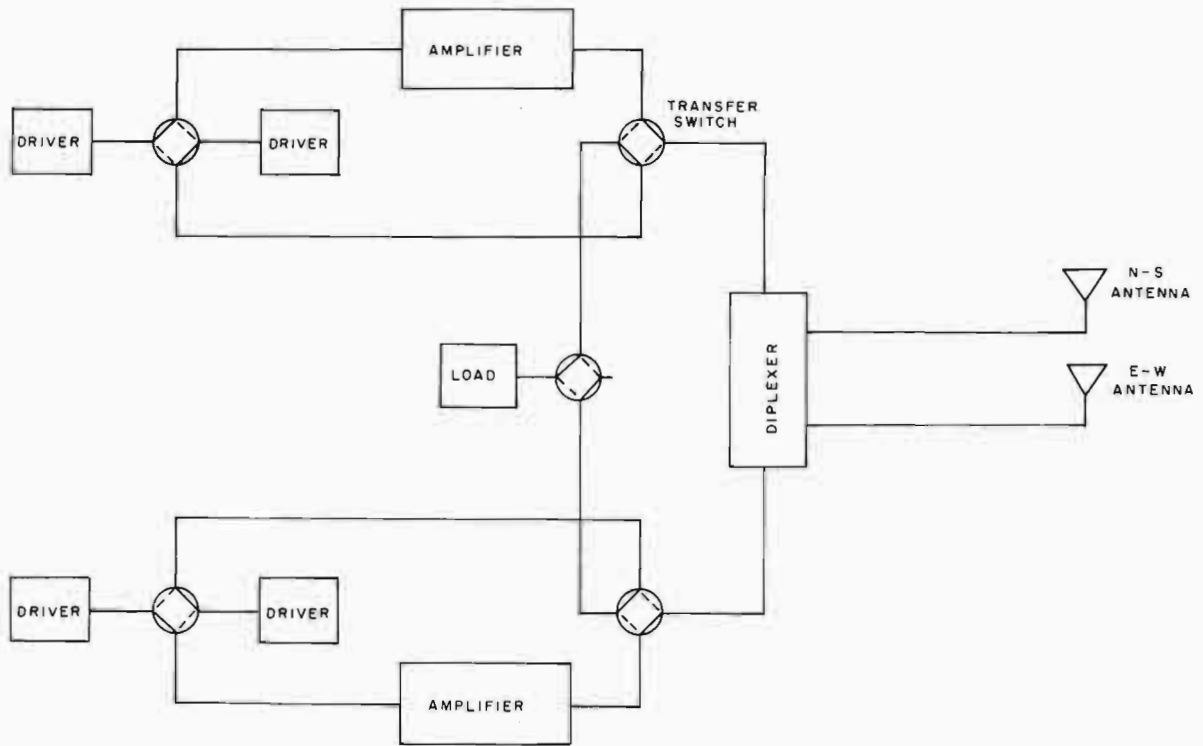 AMPLIFIER
TRANSFER
SWITCH
DRIVER
DRIVER
N-S
ANTENNA
LOAD
DIPLEXER
E-W
ANTENNA
DRIVER
DRIVER
AMPLIFIER